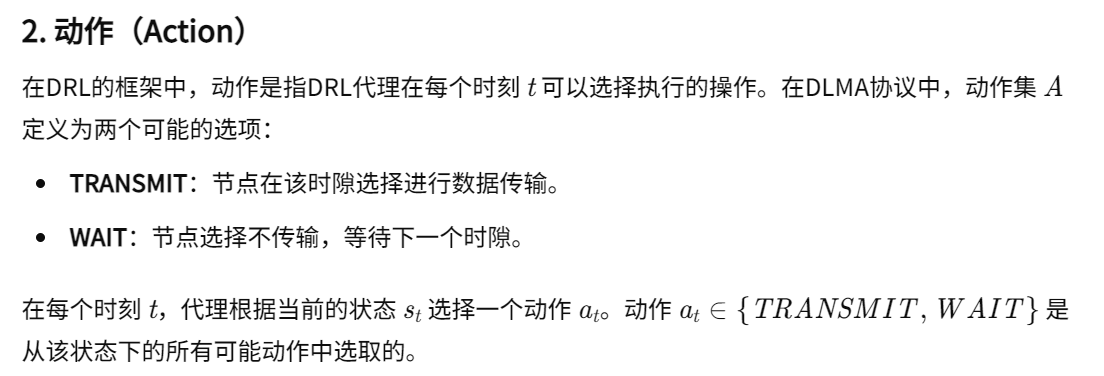 2. 动作（Action）
在DRL的框架中，动作是指DRL代理在每个时刻 t 可以选择执行的操作。在DLMA协议中，动作集 A
定义为两个可能的选项：
• TRANSMIT：节点在该时隙选择进行数据传输。
• WAIT：节点选择不传输，等待下一个时隙。
在每个时刻 t，代理根据当前的状态 s_t 选择一个动作 a_t。动作 a_t ∈ {TRANSMIT, WAIT} 是
从该状态下的所有可能动作中选取的。